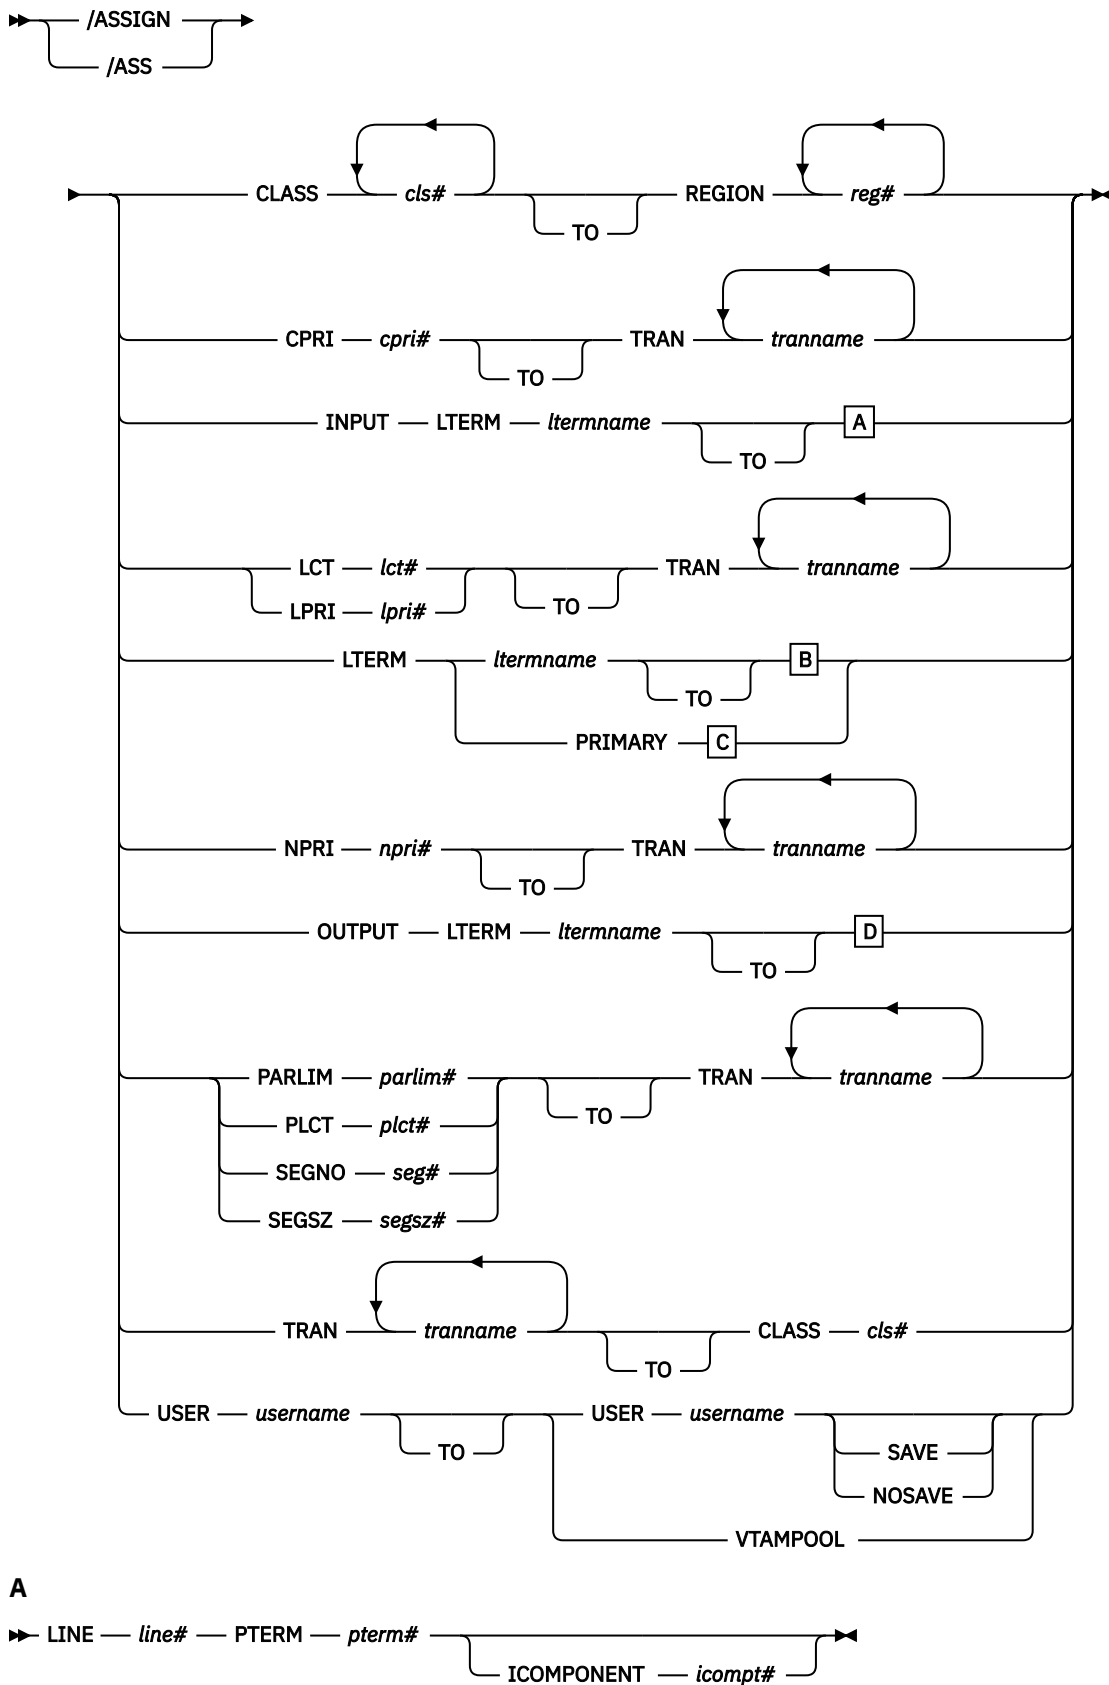 /ASSIGN
/ASS
CLASS cls# REGION reg#
TO
CPRI cpri# TRAN tranname
TO
INPUT LTERM ltermname A
TO
LCT lct# TRAN tranname
TO
LPRI lpri#
LTERM ltermname B
TO
PRIMARY C
NPRI npri# TRAN tranname
TO
OUTPUT LTERM ltermname D
TO
PARLIM parlim# TRAN tranname
TO
PLCT plct#
SEGNO seg#
SEGSZ segsz#
TRAN tranname CLASS cls#
TO
USER username USER username
TO SAVE
NOSAVE
VTAMPOOL
A
LINE line# PTERM pterm#
ICOMPONENT icompt#